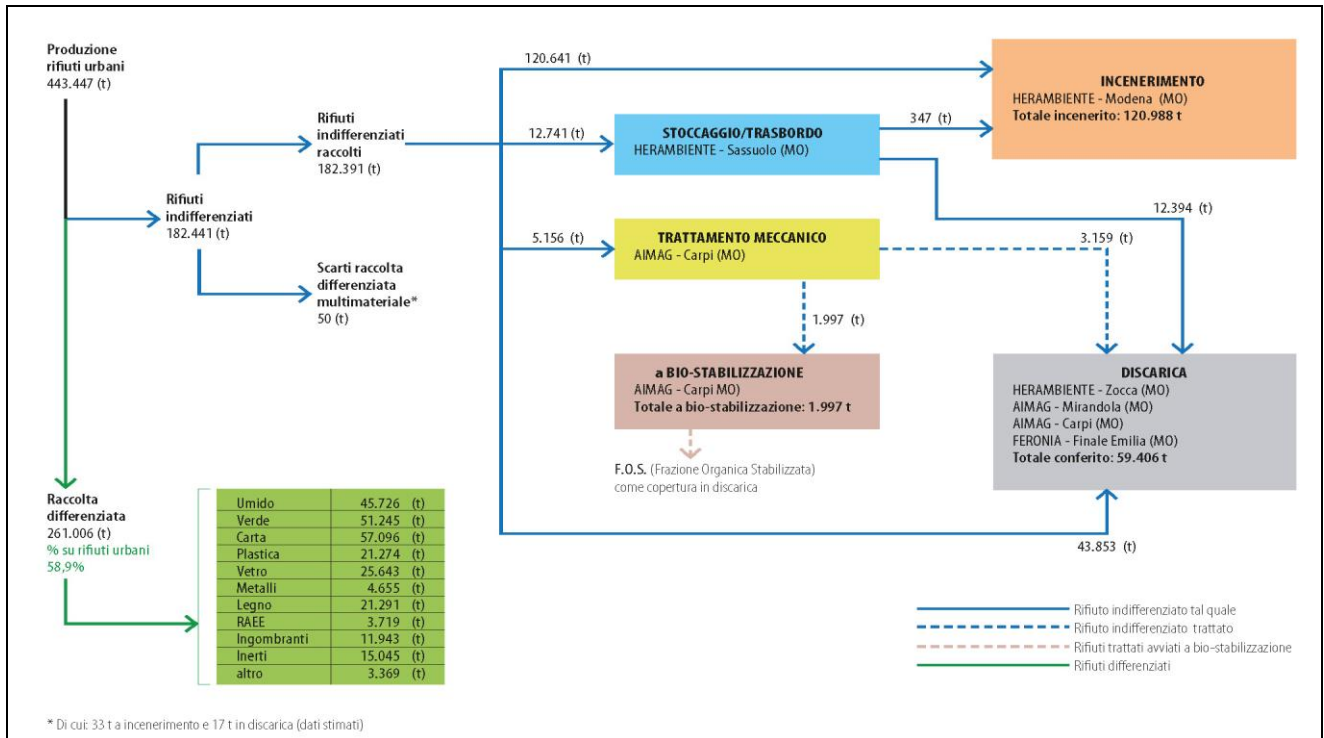 Produzione
rifiuti urbani
443.447 (t)
Rifiuti
indifferenziati
182.441 (t)
Rifiuti
indifferenziati
raccolti
182.391 (t)
Scarti raccolta
differenziata
multimateriale*
50 (t)
120.641 (t)
12.741 (t)
5.156 (t)
STOCCAGGIO/TRASBORDO
HERAMBIENTE - Sassuolo (MO)
347 (t)
INCENERIMENTO
HERAMBIENTE - Modena (MO)
Totale incenerito: 120.988 t
12.394 (t)
TRATTAMENTO MECCANICO
AIMAG - Carpi (MO)
3.159 (t)
1.997 (t)
a BIO-STABILIZZAZIONE
AIMAG - Carpi MO)
Totale a bio-stabilizzazione: 1.997 t
F.O.S. (Frazione Organica Stabilizzata)
come copertura in discarica
DISCARICA
HERAMBIENTE - Zocca (MO)
AIMAG - Mirandola (MO)
AIMAG - Carpi (MO)
FERONIA - Finale Emilia (MO)
Totale conferito: 59.406 t
43.853 (t)
Raccolta
differenziata
261.006 (t)
% su rifiuti urbani
58,9%
Umido 45.726 (t)
Verde 51.245 (t)
Carta 57.096 (t)
Plastica 21.274 (t)
Vetro 25.643 (t)
Metalli 4.655 (t)
Legno 21.291 (t)
RAEE 3.719 (t)
Ingombranti 11.943 (t)
Inerti 15.045 (t)
altro 3.369 (t)
Rifiuto indifferenziato tal quale
Rifiuto indifferenziato trattato
Rifiuti trattati avviati a bio-stabilizzazione
Rifiuti differenziati
* Di cui: 33 t a incenerimento e 17 t in discarica (dati stimati)